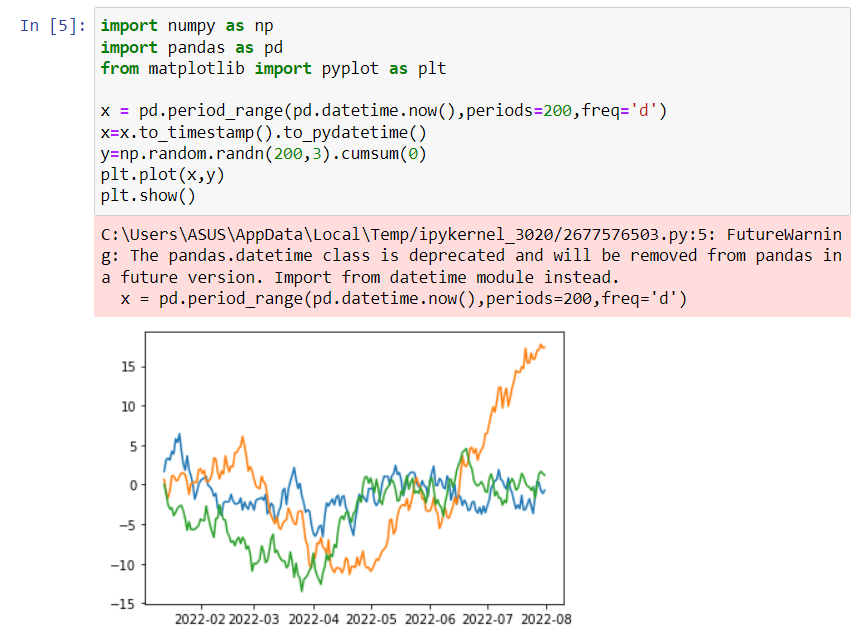 In [5]: import numpy as np
import pandas as pd
from matplotlib import pyplot as plt
x = pd.period_range(pd.datetime.now(),periods=200,freq='d')
x=x.to_timestamp().to_pydatetime()
y=np.random.randn(200,3).cumsum(0)
plt.plot(x,y)
plt.show()
C:\Users\ASUS\AppData\Local\Temp/ipykernel_3020/2677576503.py:5: FutureWarnin
g: The pandas.datetime class is deprecated and will be removed from pandas in
a future version. Import from datetime module instead.
  x = pd.period_range(pd.datetime.now(),periods=200,freq='d')
15
10
5
0
−5
−10
−15
2022-02 2022-03 2022-04 2022-05 2022-06 2022-07 2022-08